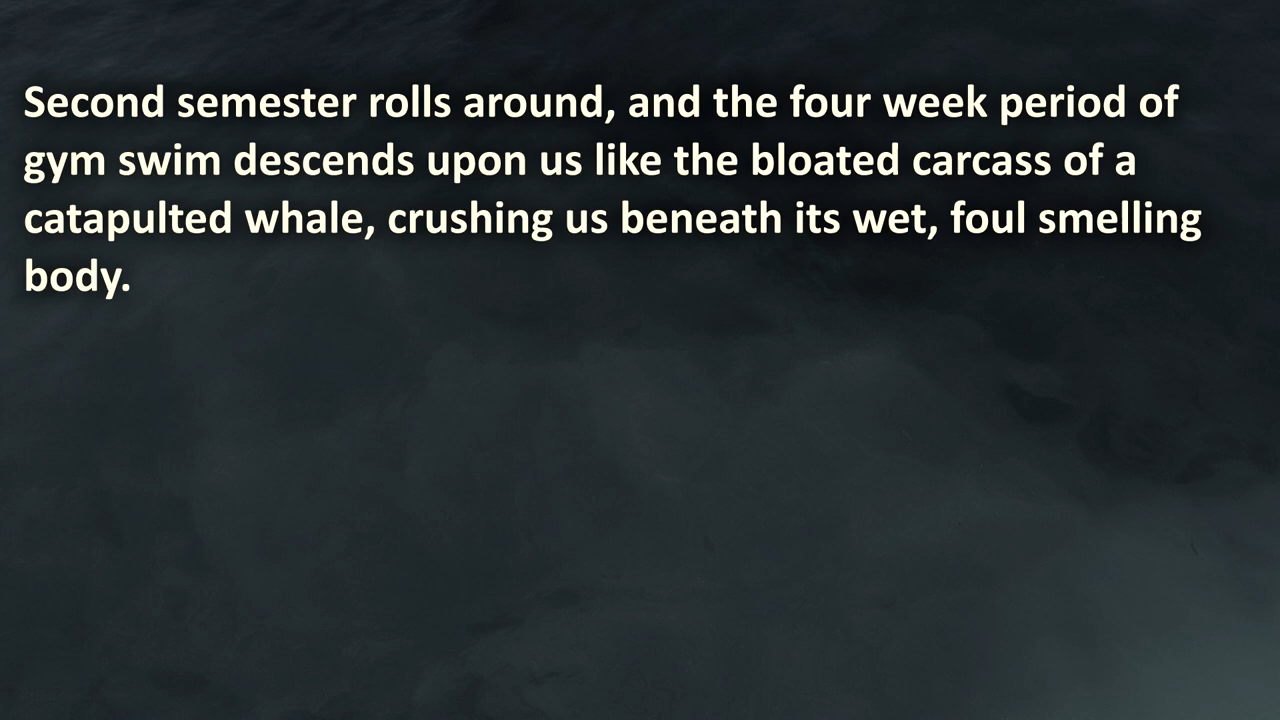 Second semester rolls around, and the four week period of
gym swim descends upon us like the bloated carcass of a
catapulted whale, crushing us beneath its wet, foul smelling
body.